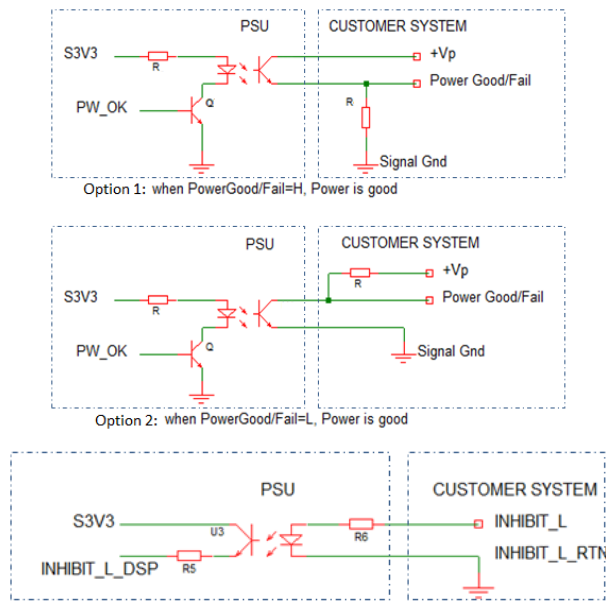 PSU
CUSTOMER SYSTEM
S3V3
R
+Vp
Power Good/Fail
PW_OK
Q
R
Signal Gnd
Option 1: when PowerGood/Fail=H, Power is good
PSU
CUSTOMER SYSTEM
+Vp
R
S3V3
R
Power Good/Fail
PW_OK
Q
Signal Gnd
Option 2: when PowerGood/Fail=L, Power is good
PSU
CUSTOMER SYSTEM
S3V3
U3
R6
INHIBIT_L
INHIBIT_L_DSP
R5
INHIBIT_L_RTN